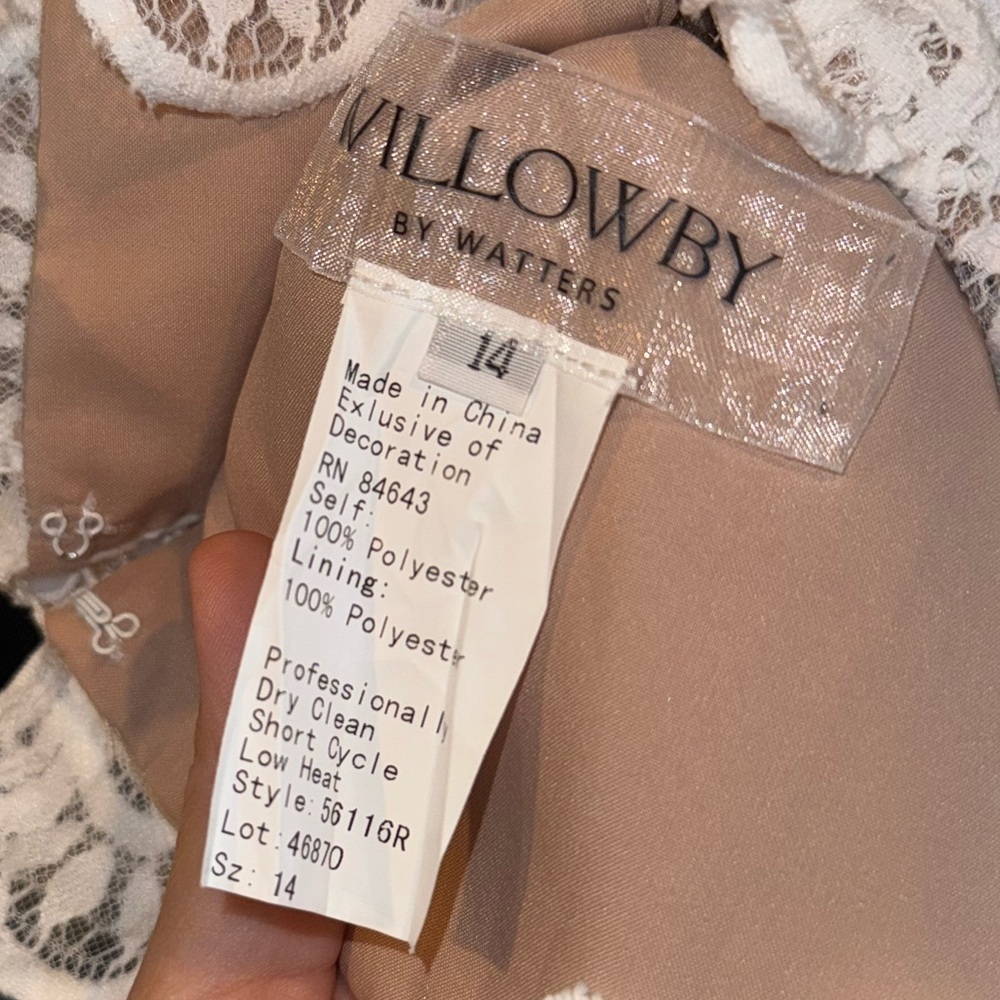 WILLOWBY
BY WATTERS
14
Made in China
Exlusive of
Decoration
RN 84643
Self:
100% Polyester
Lining:
100% Polyester
Professionally
Dry Clean
Short Cycle
Low Heat
Style: 56116R
Lot: 46870
Sz: 14